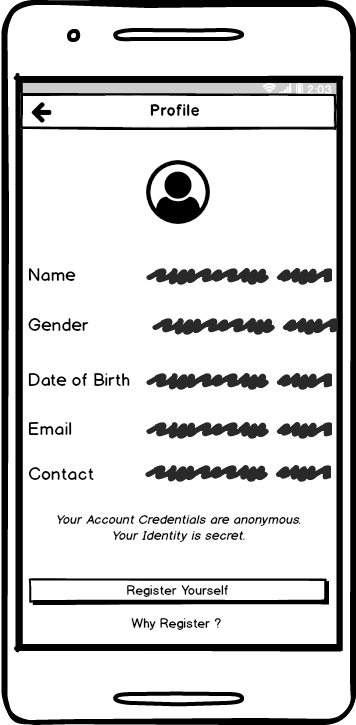 2:03
Profile
Name
Gender
Date of Birth
Email
Contact
Your Account Credentials are anonymous.
Your Identity is secret.
Register Yourself
Why Register ?